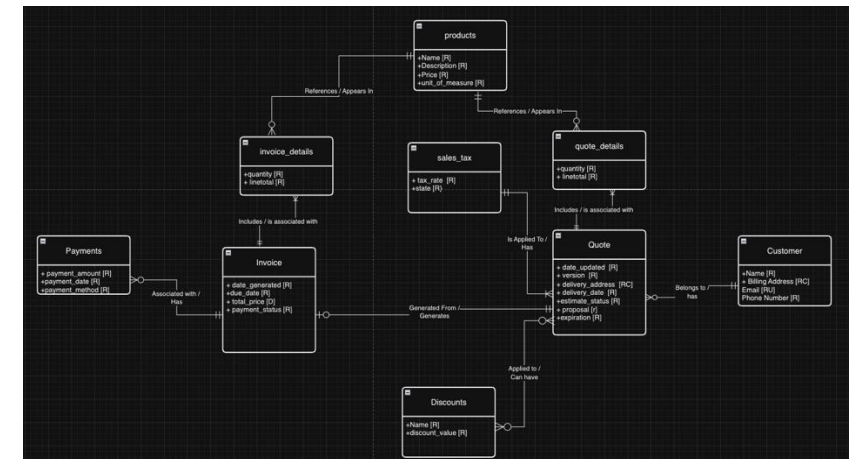 products
+Name [R]
+Description [R]
+Price [R]
+unit_of_measure [R]
References / Appears In
References / Appears In
invoice_details
+quantity [R]
+ linetotal [R]
sales_tax
+ tax_rate [R]
+state [R]
quote_details
+quantity [R]
+ linetotal [R]
Includes / is associated with
Includes / is associated with
Is Applied To /
Has
Payments
+ payment_amount [R]
+payment_date [R]
+payment_method [R]
Associated with /
Has
Invoice
+ date_generated [R]
+due_date [R]
+ total_price [D]
+ payment_status [R]
Generated From /
Generates
Quote
+ date_updated [R]
+ version [R]
+ delivery_address [RC]
+ delivery_date [R]
+estimate_status [R]
+ proposal [r]
+expiration [R]
Belongs to /
has
Customer
+Name [R]
+ Billing Address [RC]
Email [RU]
Phone Number [R]
Applied to /
Can have
Discounts
+Name [R]
+discount_value [R]